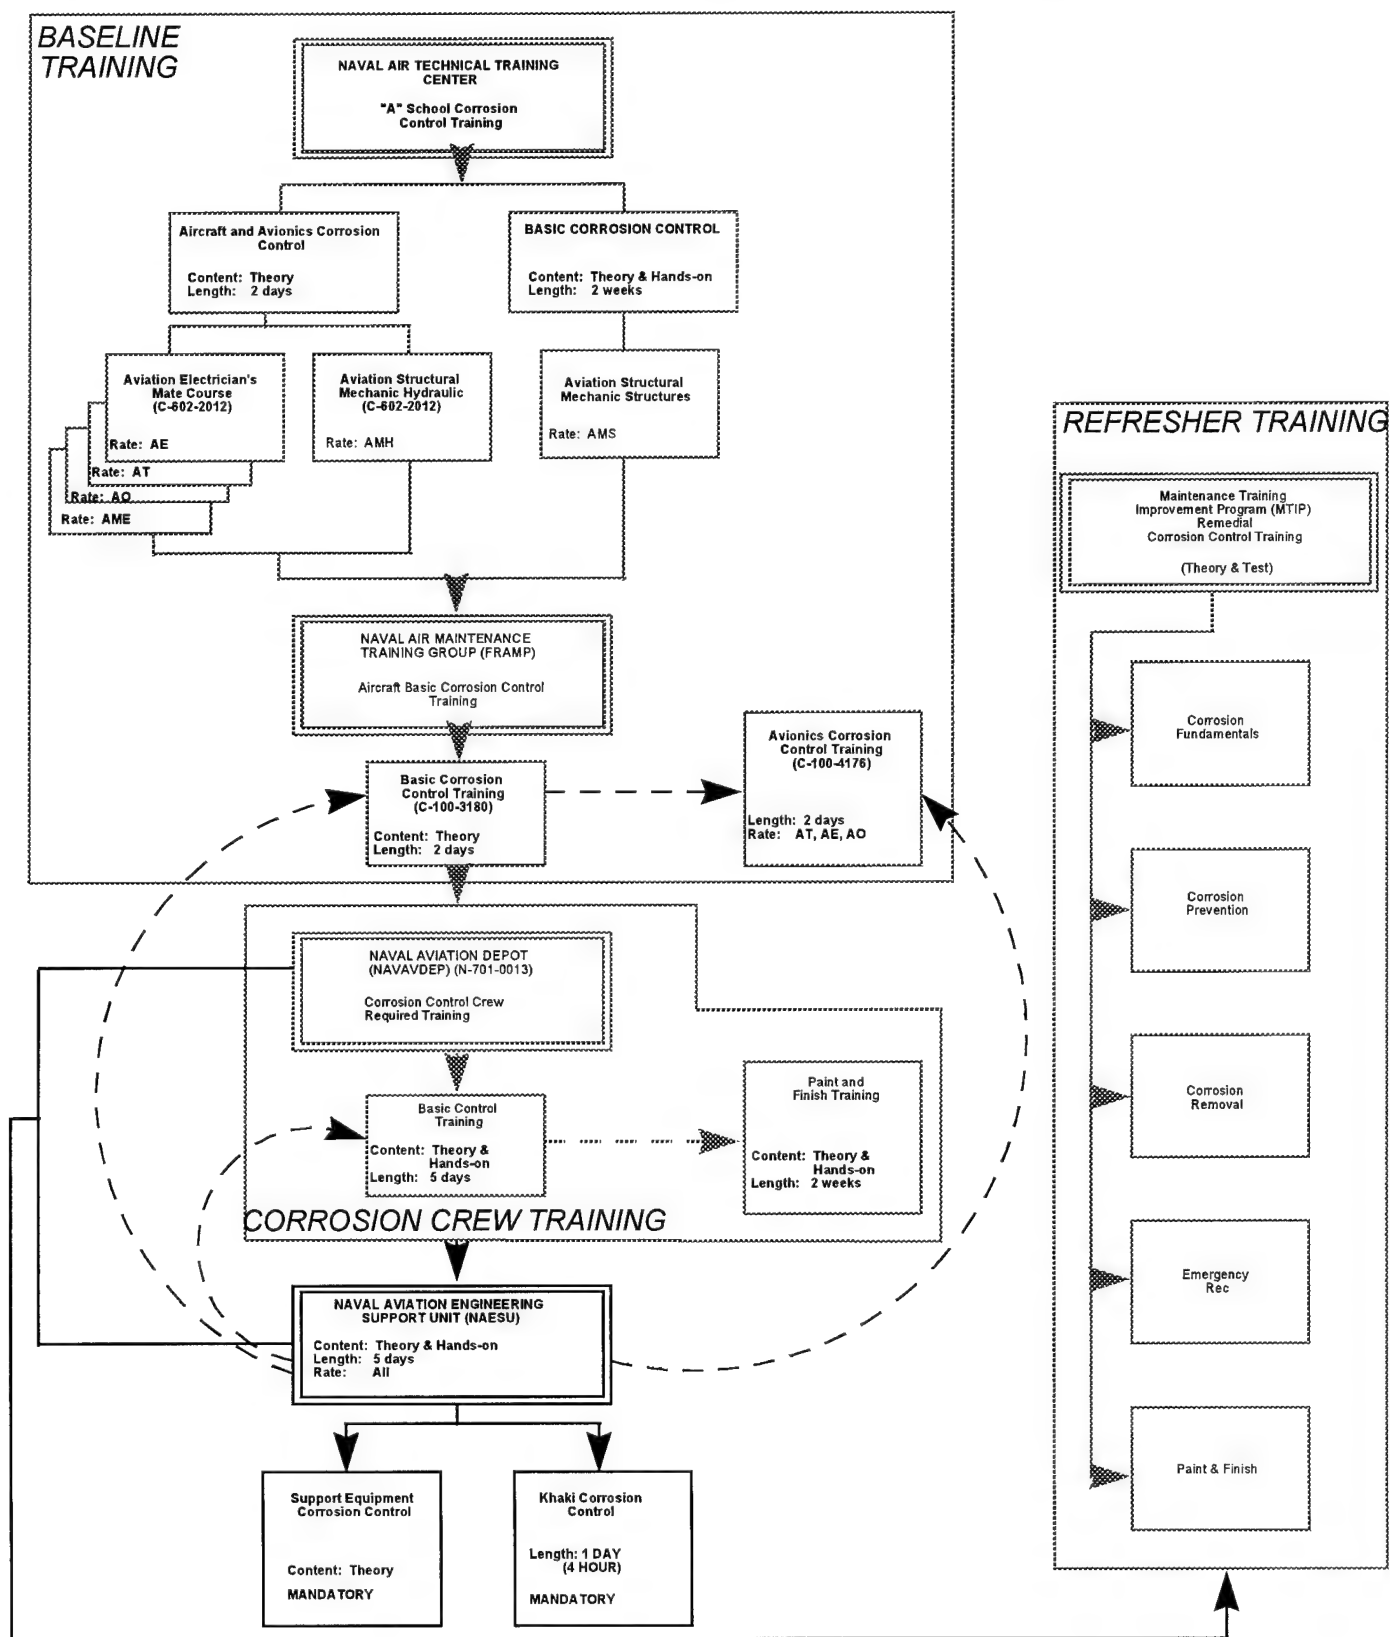 BASELINE
TRAINING
NAVAL AIR TECHNICAL TRAINING
CENTER
"A" School Corrosion
Control Training
Aircraft and Avionics Corrosion
Control
Content: Theory
Length: 2 days
BASIC CORROSION CONTROL
Content: Theory & Hands-on
Length: 2 weeks
Aviation Electrician's
Mate Course
(C-602-2012)
Rate: AE
Rate: AT
Rate: AO
Rate: AME
Aviation Structural
Mechanic Hydraulic
(C-602-2012)
Rate: AMH
Aviation Structural
Mechanic Structures
Rate: AMS
NAVAL AIR MAINTENANCE
TRAINING GROUP (FRAMP)
Aircraft Basic Corrosion Control
Training
Basic Corrosion
Control Training
(C-100-3180)
Content: Theory
Length: 2 days
Avionics Corrosion
Control Training
(C-100-4176)
Length: 2 days
Rate: AT, AE, AO
NAVAL AVIATION DEPOT
(NAVAVDEP) (N-701-0013)
Corrosion Control Crew
Required Training
Basic Control
Training
Content: Theory &
Hands-on
Length: 5 days
Paint and
Finish Training
Content: Theory &
Hands-on
Length: 2 weeks
CORROSION CREW TRAINING
NAVAL AVIATION ENGINEERING
SUPPORT UNIT (NAESU)
Content: Theory & Hands-on
Length: 5 days
Rate: All
Support Equipment
Corrosion Control
Content: Theory
MANDATORY
Khaki Corrosion
Control
Length: 1 DAY
(4 HOUR)
MANDATORY
REFRESHER TRAINING
Maintenance Training
Improvement Program (MTIP)
Remedial
Corrosion Control Training
(Theory & Test)
Corrosion
Fundamentals
Corrosion
Prevention
Corrosion
Removal
Emergency
Rec
Paint & Finish